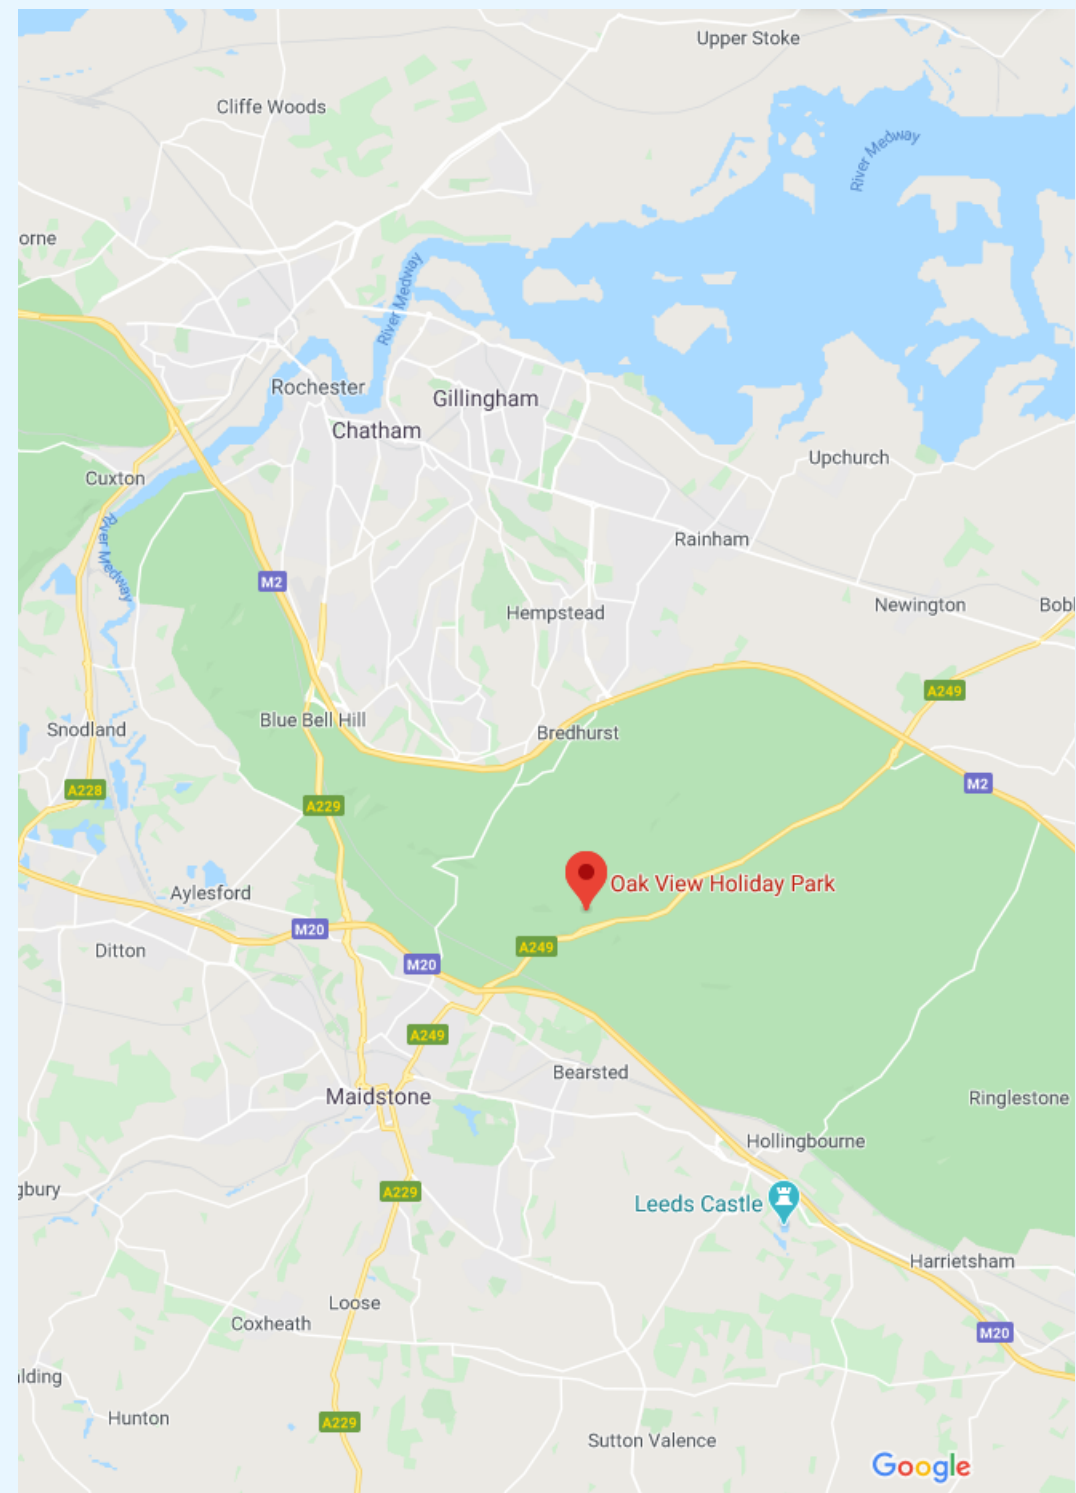 Upper Stoke
Cliffe Woods
River Medway
orne
River Medway
Rochester
Gillingham
Chatham
Upchurch
Cuxton
Rainham
River Medway
M2
Hempstead
Newington
Bobl
A249
Snodland
Blue Bell Hill
Bredhurst
A228
M2
A229
Oak View Holiday Park
Aylesford
M20
Ditton
A249
M20
A249
Bearsted
Maidstone
Ringlestone
Hollingbourne
gbury
A229
Leeds Castle
Harrietsham
Loose
Coxheath
M20
lding
Hunton
A229
Sutton Valence
Google